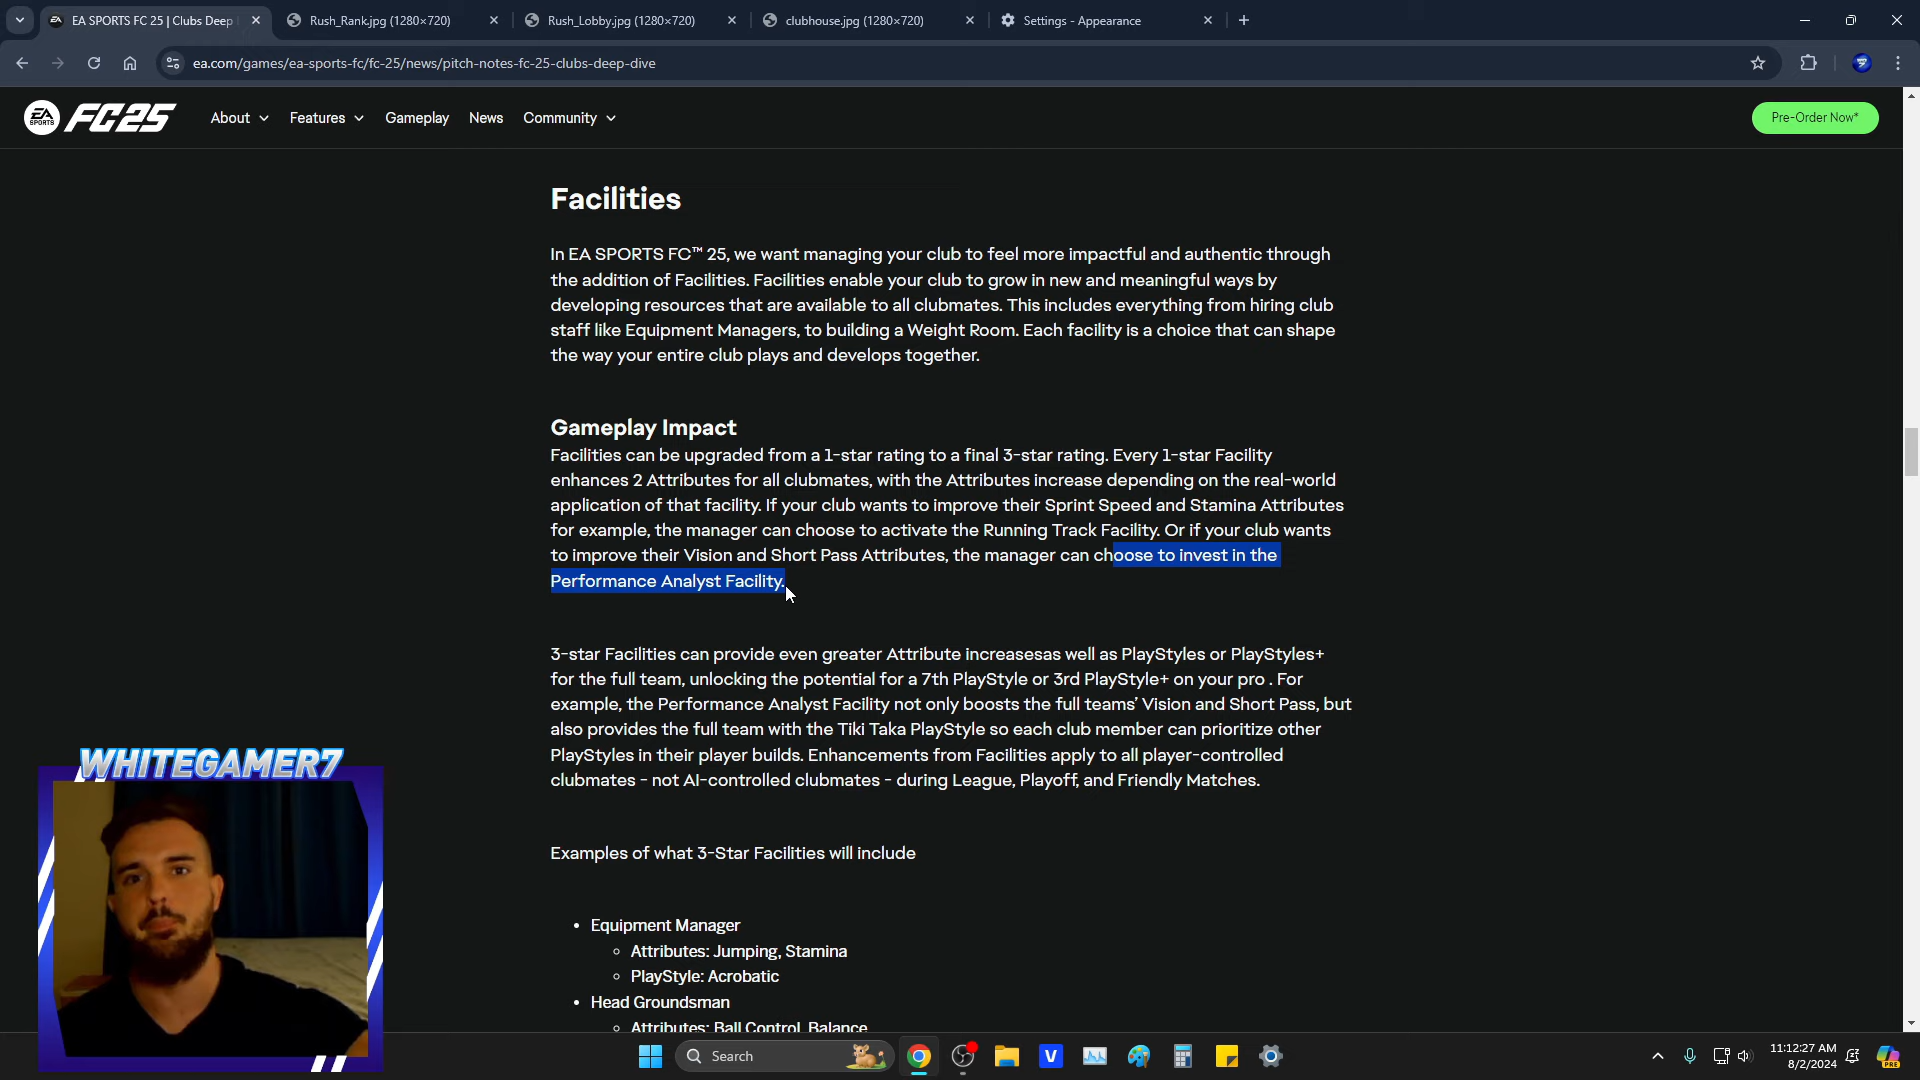 EA SPORTS FC 25 | Clubs Deep
Rush_Rank.jpg (1280×720)
Rush_Lobby.jpg (1280×720)
clubhouse.jpg (1280×720)
Settings - Appearance
ea.com/games/ea-sports-fc/fc-25/news/pitch-notes-fc-25-clubs-deep-dive
EA SPORTS FC25
About
Features
Gameplay
News
Community
Pre-Order Now*
Facilities
In EA SPORTS FC™ 25, we want managing your club to feel more impactful and authentic through
the addition of Facilities. Facilities enable your club to grow in new and meaningful ways by
developing resources that are available to all clubmates. This includes everything from hiring club
staff like Equipment Managers, to building a Weight Room. Each facility is a choice that can shape
the way your entire club plays and develops together.
Gameplay Impact
Facilities can be upgraded from a 1-star rating to a final 3-star rating. Every 1-star Facility
enhances 2 Attributes for all clubmates, with the Attributes increase depending on the real-world
application of that facility. If your club wants to improve their Sprint Speed and Stamina Attributes
for example, the manager can choose to activate the Running Track Facility. Or if your club wants
to improve their Vision and Short Pass Attributes, the manager can choose to invest in the
Performance Analyst Facility.
3-star Facilities can provide even greater Attribute increasesas well as PlayStyles or PlayStyles+
for the full team, unlocking the potential for a 7th PlayStyle or 3rd PlayStyle+ on your pro . For
example, the Performance Analyst Facility not only boosts the full teams’ Vision and Short Pass, but
also provides the full team with the Tiki Taka PlayStyle so each club member can prioritize other
PlayStyles in their player builds. Enhancements from Facilities apply to all player-controlled
clubmates - not AI-controlled clubmates - during League, Playoff, and Friendly Matches.
Examples of what 3-Star Facilities will include
• Equipment Manager
◦ Attributes: Jumping, Stamina
◦ PlayStyle: Acrobatic
• Head Groundsman
◦ Attributes: Ball Control, Balance
WHITEGAMER7
Search
V
11:12:27 AM
8/2/2024
PRE